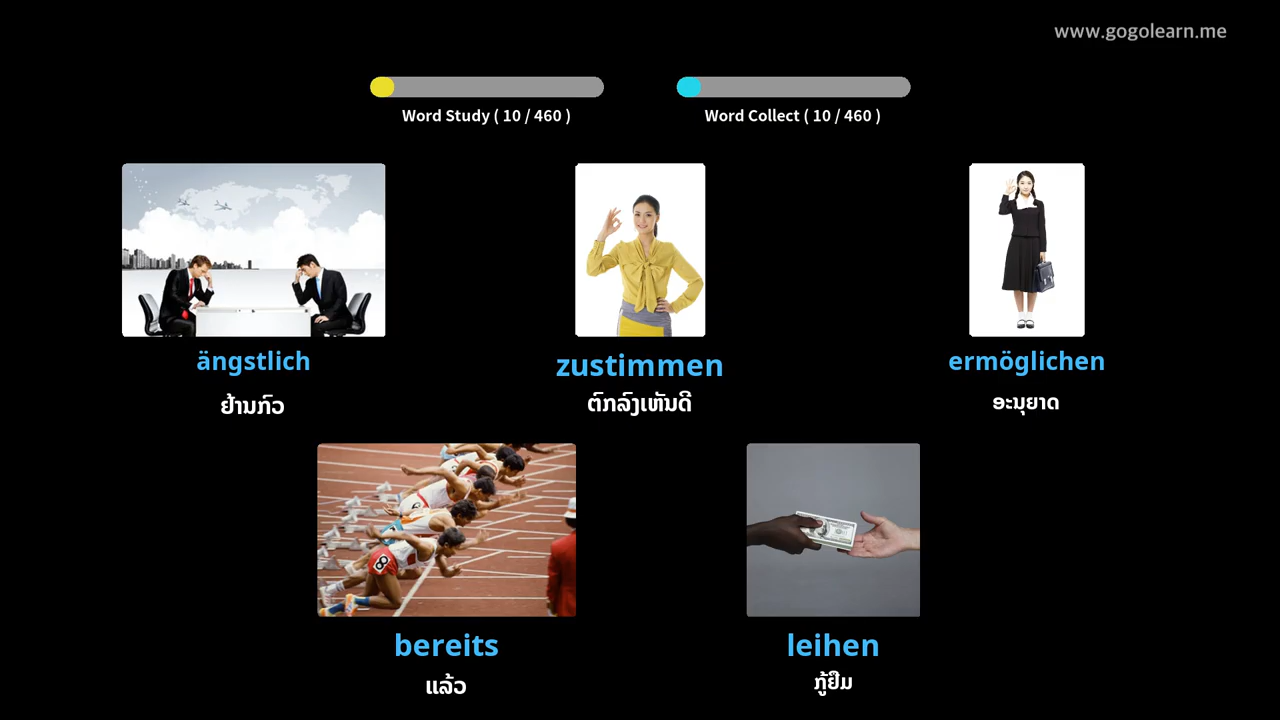 www.gogolearn.me
Word Study ( 10 / 460 )
Word Collect ( 10 / 460 )
ängstlich
ຢ້ານກົວ
zustimmen
ຕົກລົງເຫັນດີ
ermöglichen
ອະນຸຍາດ
bereits
ແລ້ວ
leihen
ກູ້ຢືມ